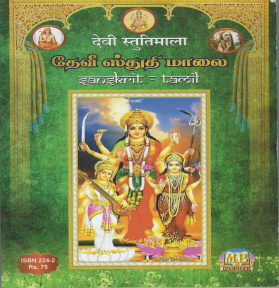 देवी स्तुतिमाला
தேவீ ஸ்துதி மாலை
Sanskrit - Tamil
ISBN 224-2
Rs. 75